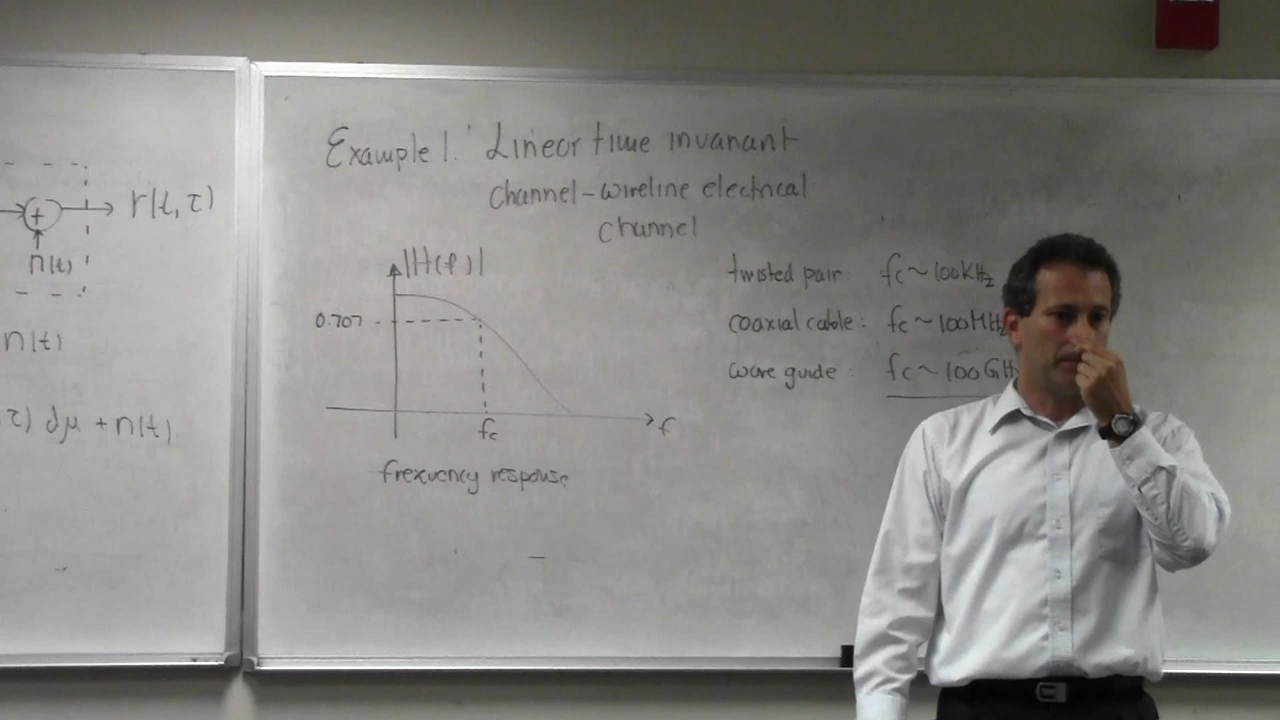 r(t,τ)
+
n(t)
n(t)
τ) dμ + n(t)
Example 1: Linear time invariant
channel-wireline electrical
channel
|H(f)|
0.707
fc
f
frequency response
twisted pair: fc ~ 100 KHz
coaxial cable: fc ~ 100 MHz
wave guide: fc ~ 100 GHz